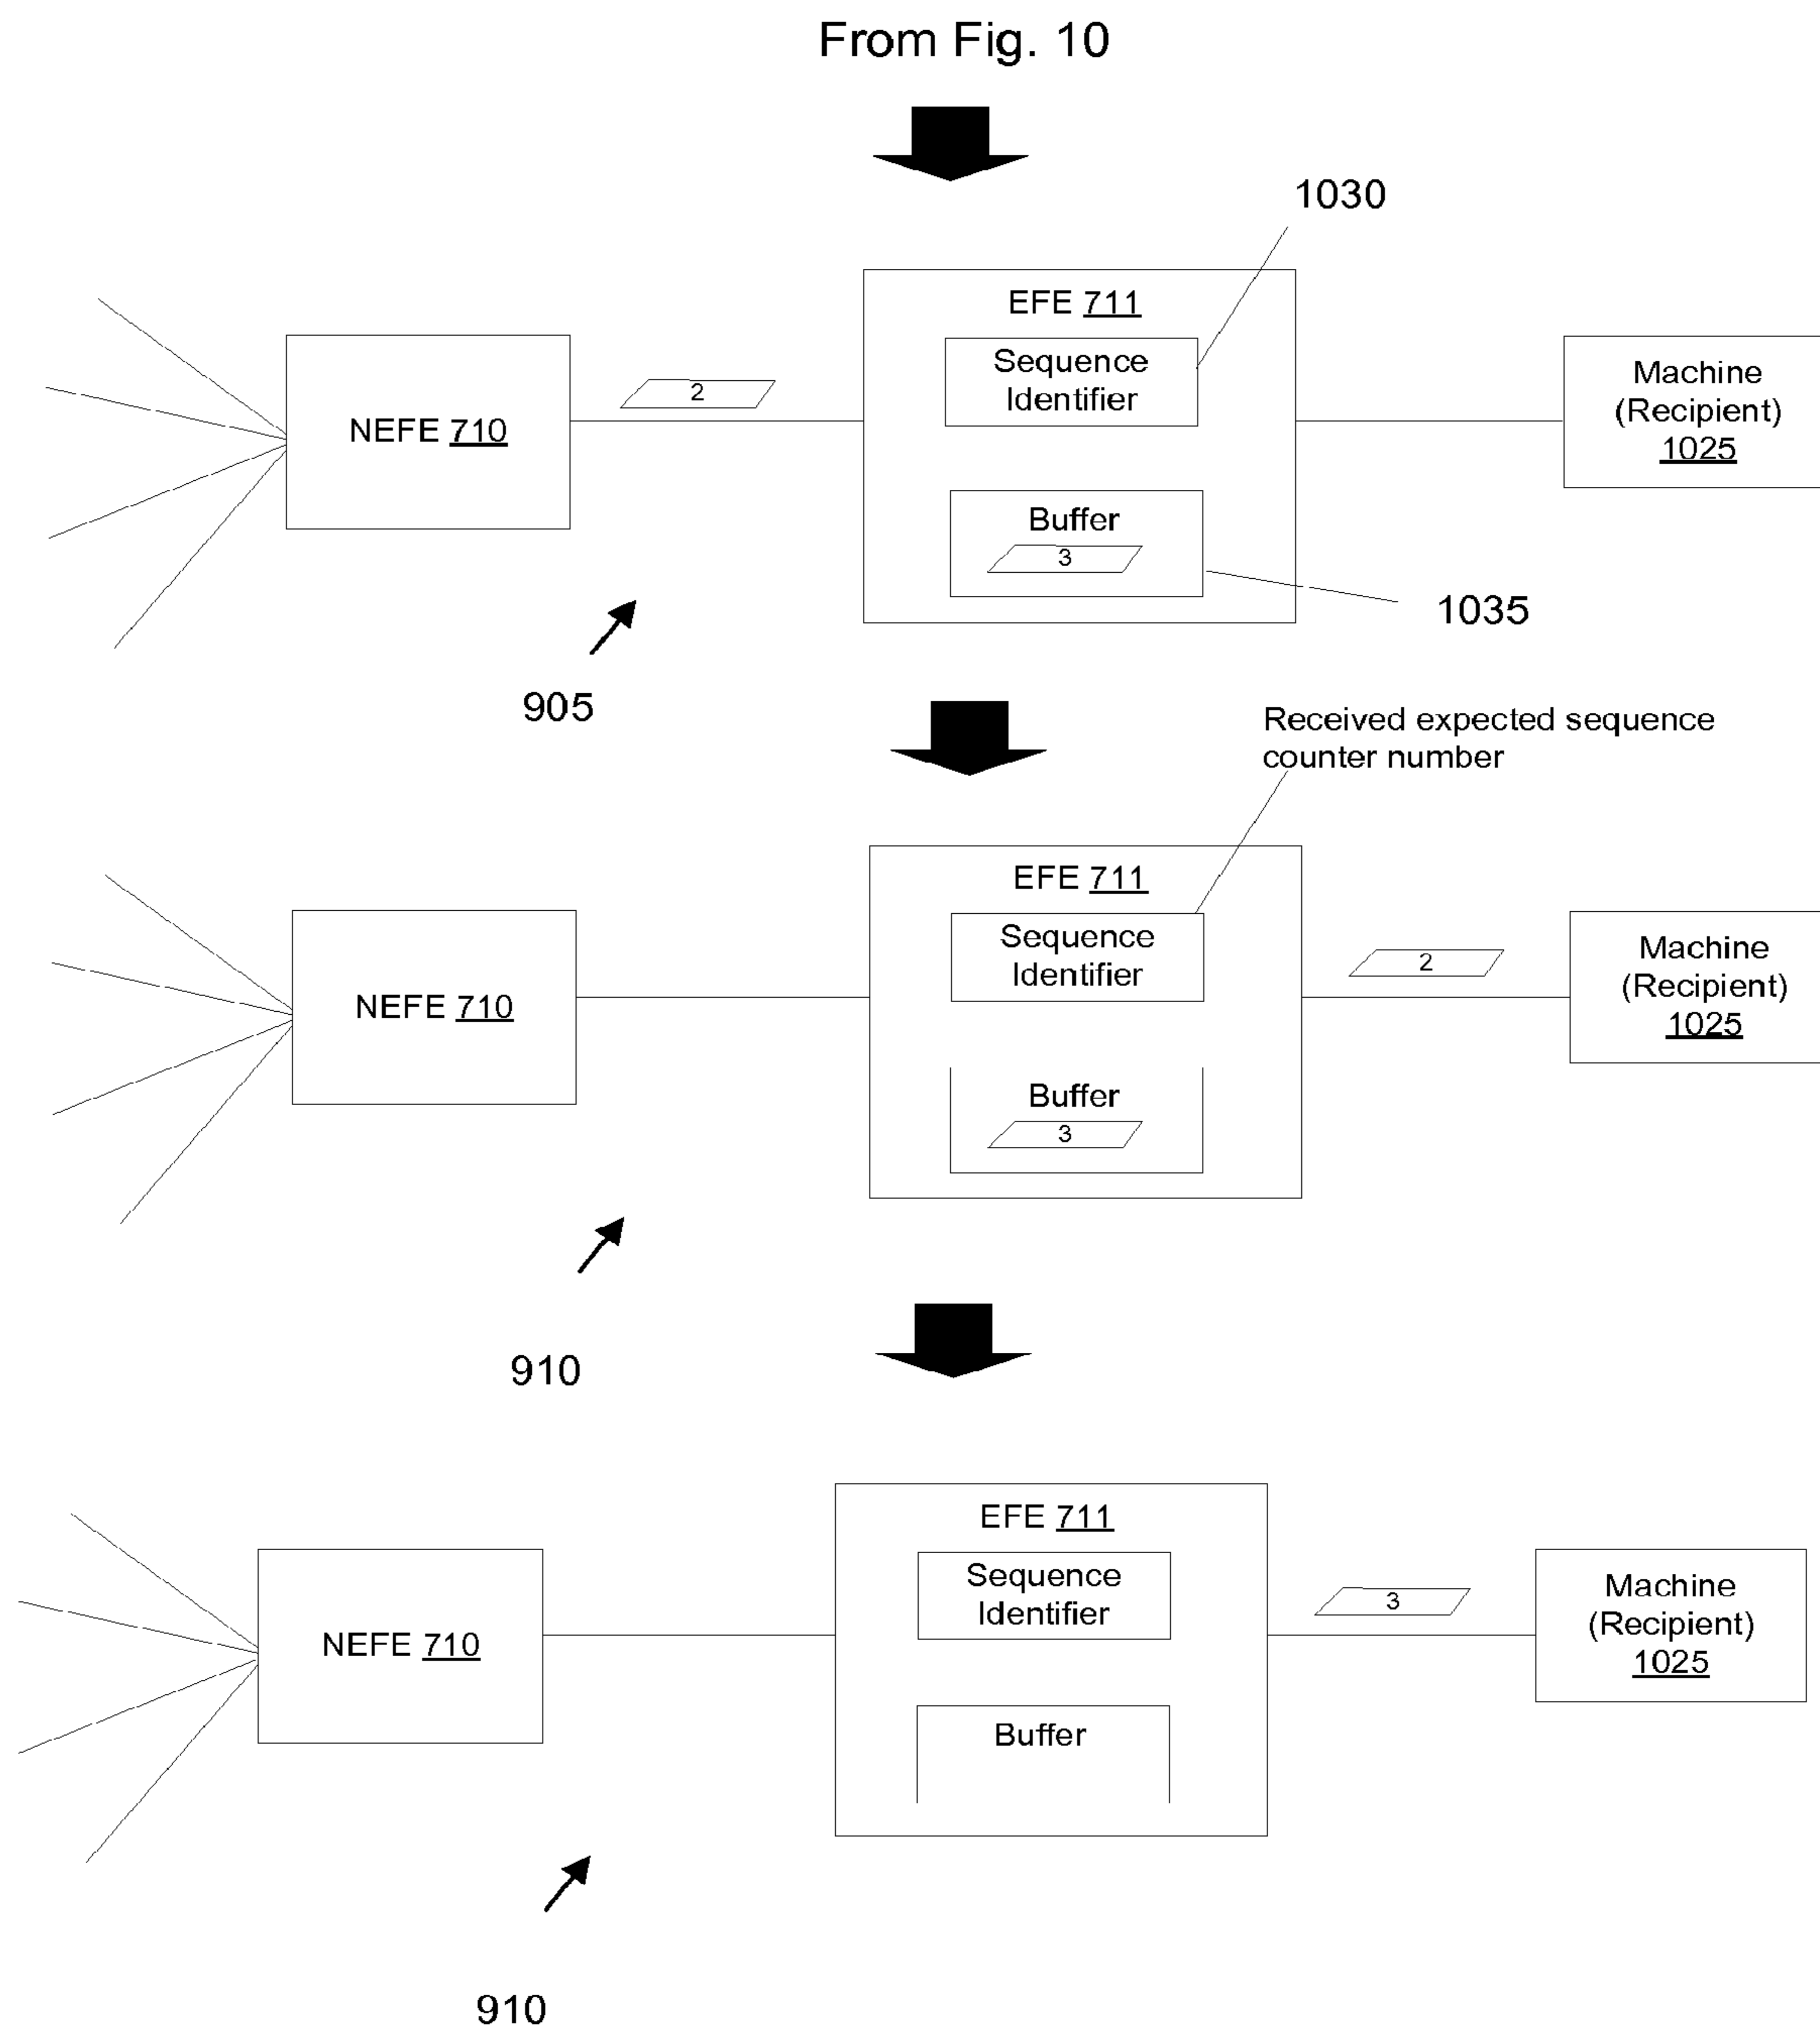 From Fig. 10
1030
EFE 711
Sequence
Identifier
NEFE 710
2
Machine
(Recipient)
1025
Buffer
3
1035
905
Received expected sequence
counter number
EFE 711
Sequence
Identifier
NEFE 710
2
Machine
(Recipient)
1025
Buffer
3
910
EFE 711
Sequence
Identifier
NEFE 710
3
Machine
(Recipient)
1025
Buffer
910